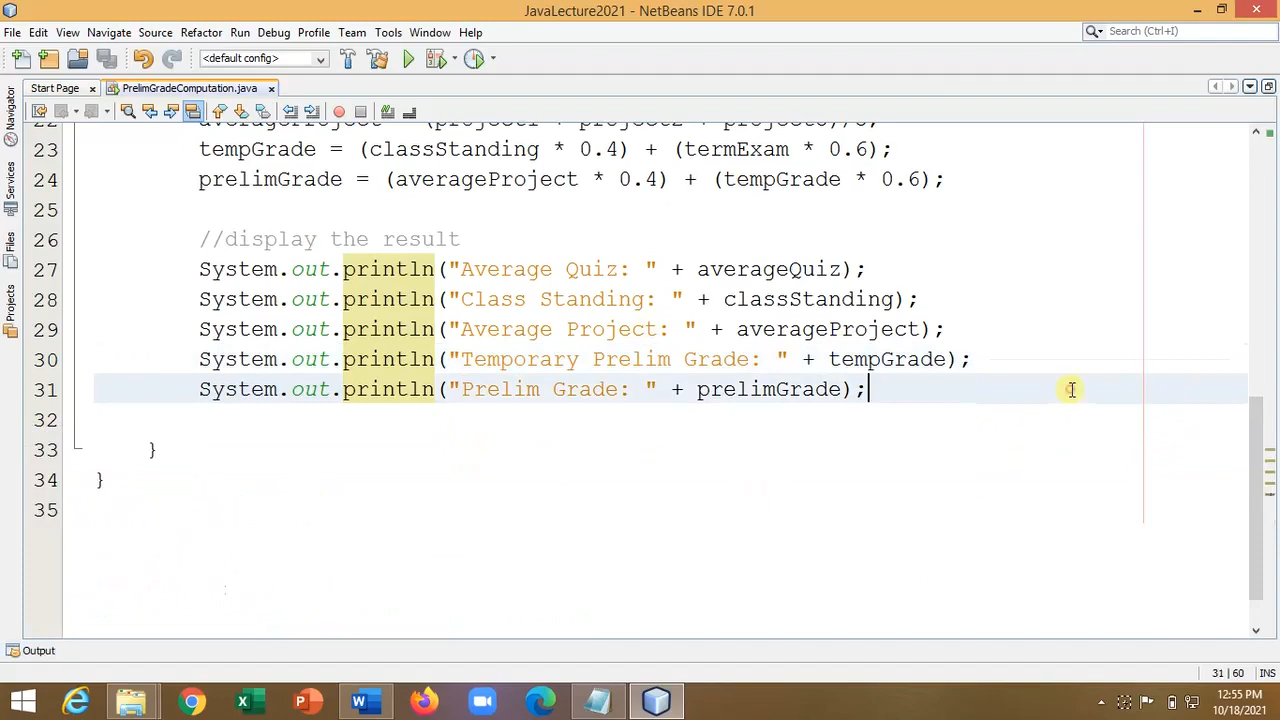 JavaLecture2021 - NetBeans IDE 7.0.1
File Edit View Navigate Source Refactor Run Debug Profile Team Tools Window Help
Search (Ctrl+I)
<default config>
Start Page PrelimGradeComputation.java
Navigator
Services
Files
Projects
22 averageProject = (project1 + project2 + project3)/3;
23 tempGrade = (classStanding * 0.4) + (termExam * 0.6);
24 prelimGrade = (averageProject * 0.4) + (tempGrade * 0.6);
25
26 //display the result
27 System.out.println("Average Quiz: " + averageQuiz);
28 System.out.println("Class Standing: " + classStanding);
29 System.out.println("Average Project: " + averageProject);
30 System.out.println("Temporary Prelim Grade: " + tempGrade);
31 System.out.println("Prelim Grade: " + prelimGrade);
32
33 }
34 }
35
Output
31 | 60 INS
12:55 PM
10/18/2021